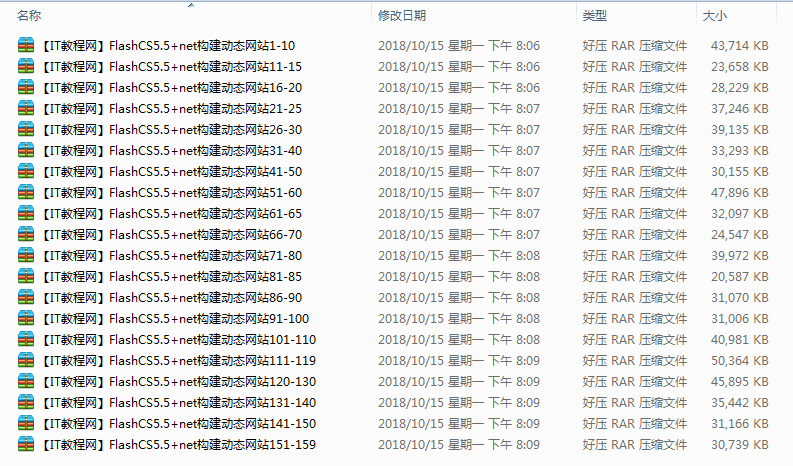 名称 修改日期 类型 大小
【IT教程网】FlashCS5.5+net构建动态网站1-10 2018/10/15 星期一 下午 8:06 好压 RAR 压缩文件 43,714 KB
【IT教程网】FlashCS5.5+net构建动态网站11-15 2018/10/15 星期一 下午 8:06 好压 RAR 压缩文件 23,658 KB
【IT教程网】FlashCS5.5+net构建动态网站16-20 2018/10/15 星期一 下午 8:06 好压 RAR 压缩文件 28,229 KB
【IT教程网】FlashCS5.5+net构建动态网站21-25 2018/10/15 星期一 下午 8:07 好压 RAR 压缩文件 37,246 KB
【IT教程网】FlashCS5.5+net构建动态网站26-30 2018/10/15 星期一 下午 8:07 好压 RAR 压缩文件 39,135 KB
【IT教程网】FlashCS5.5+net构建动态网站31-40 2018/10/15 星期一 下午 8:07 好压 RAR 压缩文件 33,293 KB
【IT教程网】FlashCS5.5+net构建动态网站41-50 2018/10/15 星期一 下午 8:07 好压 RAR 压缩文件 30,155 KB
【IT教程网】FlashCS5.5+net构建动态网站51-60 2018/10/15 星期一 下午 8:07 好压 RAR 压缩文件 47,896 KB
【IT教程网】FlashCS5.5+net构建动态网站61-65 2018/10/15 星期一 下午 8:07 好压 RAR 压缩文件 32,097 KB
【IT教程网】FlashCS5.5+net构建动态网站66-70 2018/10/15 星期一 下午 8:07 好压 RAR 压缩文件 24,547 KB
【IT教程网】FlashCS5.5+net构建动态网站71-80 2018/10/15 星期一 下午 8:08 好压 RAR 压缩文件 39,972 KB
【IT教程网】FlashCS5.5+net构建动态网站81-85 2018/10/15 星期一 下午 8:08 好压 RAR 压缩文件 20,587 KB
【IT教程网】FlashCS5.5+net构建动态网站86-90 2018/10/15 星期一 下午 8:08 好压 RAR 压缩文件 31,070 KB
【IT教程网】FlashCS5.5+net构建动态网站91-100 2018/10/15 星期一 下午 8:08 好压 RAR 压缩文件 31,006 KB
【IT教程网】FlashCS5.5+net构建动态网站101-110 2018/10/15 星期一 下午 8:08 好压 RAR 压缩文件 40,981 KB
【IT教程网】FlashCS5.5+net构建动态网站111-119 2018/10/15 星期一 下午 8:09 好压 RAR 压缩文件 50,364 KB
【IT教程网】FlashCS5.5+net构建动态网站120-130 2018/10/15 星期一 下午 8:09 好压 RAR 压缩文件 45,895 KB
【IT教程网】FlashCS5.5+net构建动态网站131-140 2018/10/15 星期一 下午 8:09 好压 RAR 压缩文件 35,442 KB
【IT教程网】FlashCS5.5+net构建动态网站141-150 2018/10/15 星期一 下午 8:09 好压 RAR 压缩文件 31,166 KB
【IT教程网】FlashCS5.5+net构建动态网站151-159 2018/10/15 星期一 下午 8:09 好压 RAR 压缩文件 30,739 KB